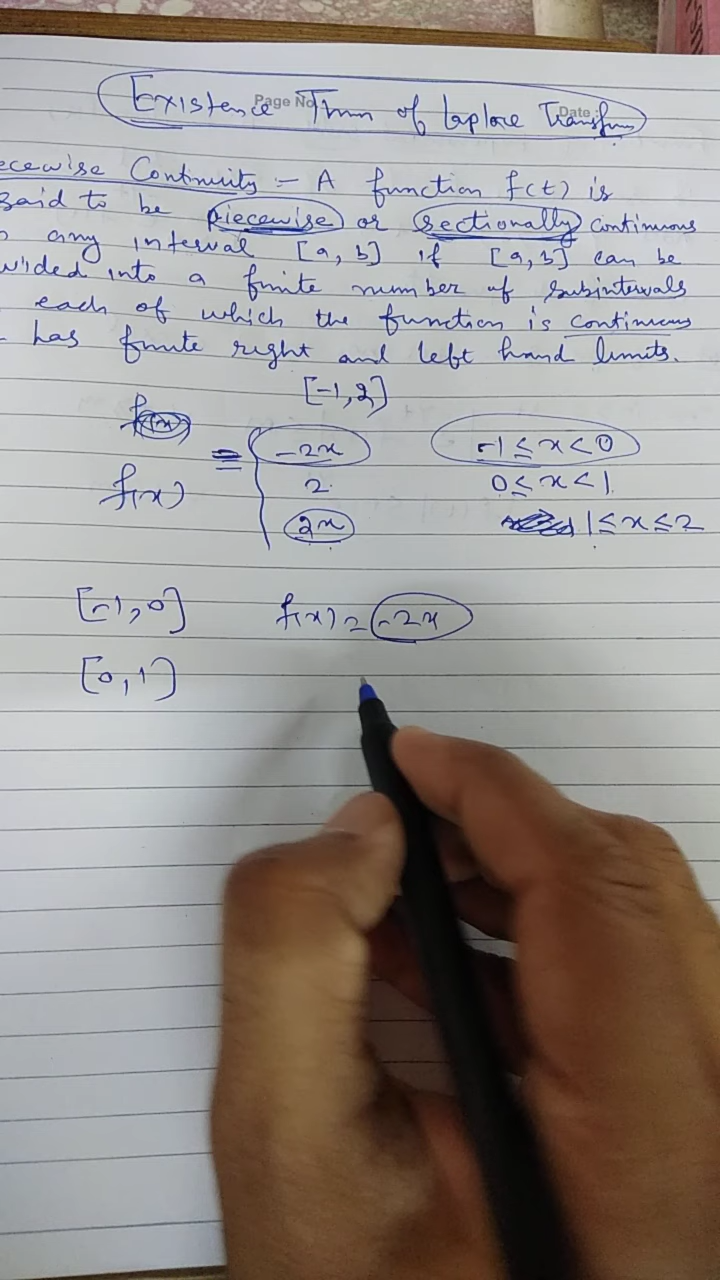 Page No
Date :
Existence Thm of Laplace Transfm
ecewise Continuity :- A function f(t) is
said to be piecewise or sectionally continuous
any interval [a, b] if [a, b] can be
vided into a finite number of subintervals
each of which the function is continuous
has finite right and left hand limits.
[-1, 2]
f(x)
f(x) = -2x -1 ≤ x < 0
2 0 ≤ x < 1
2x 1 ≤ x ≤ 2
[-1, 0] f(x) = -2x
[0, 1]